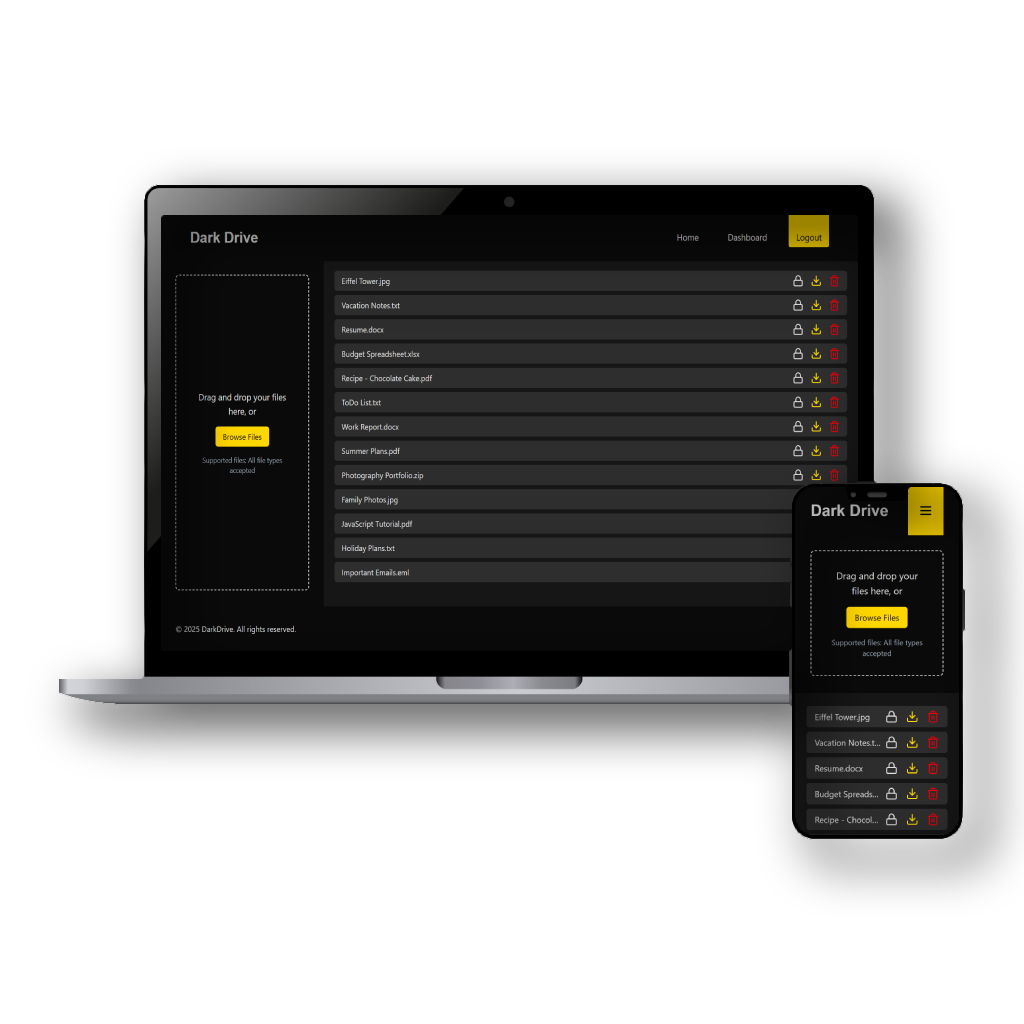 Dark Drive
Home
Dashboard
Logout
Drag and drop your files
here, or
Browse Files
Supported files: All file types
accepted
Eiffel Tower.jpg
Vacation Notes.txt
Resume.docx
Budget Spreadsheet.xlsx
Recipe - Chocolate Cake.pdf
ToDo List.txt
Work Report.docx
Summer Plans.pdf
Photography Portfolio.zip
Family Photos.jpg
JavaScript Tutorial.pdf
Holiday Plans.txt
Important Emails.eml
© 2025 DarkDrive. All rights reserved.
Dark Drive
Drag and drop your
files here, or
Browse Files
Supported files: All file types
accepted
Eiffel Tower.jpg
Vacation Notes.t...
Resume.docx
Budget Spreads...
Recipe - Chocol...